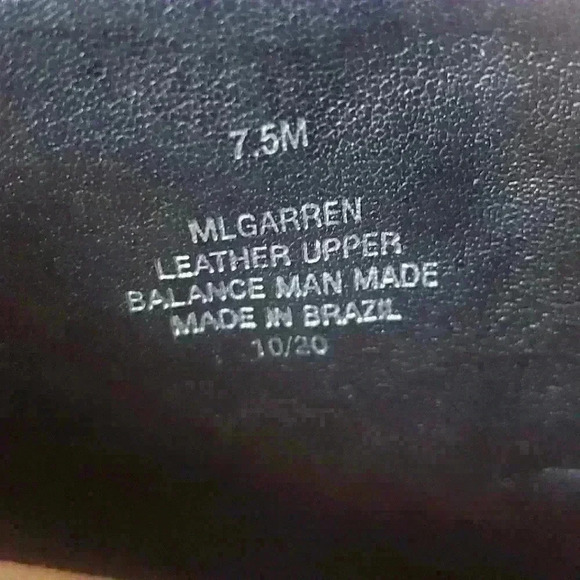 7.5M
MLGARREN
LEATHER UPPER
BALANCE MAN MADE
MADE IN BRAZIL
10/20